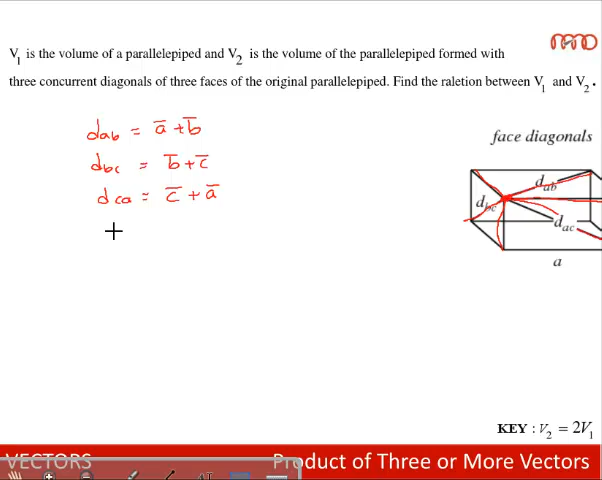 V1 is the volume of a parallelepiped and V2 is the volume of the parallelepiped formed with
three concurrent diagonals of three faces of the original parallelepiped. Find the raletion between V1 and V2.
dab = a̅ + b̅
dbc = b̅ + c̅
dca = c̅ + a̅
face diagonals
dab
dbc
dac
a
KEY : V2 = 2V1
VECTORS
Product of Three or More Vectors